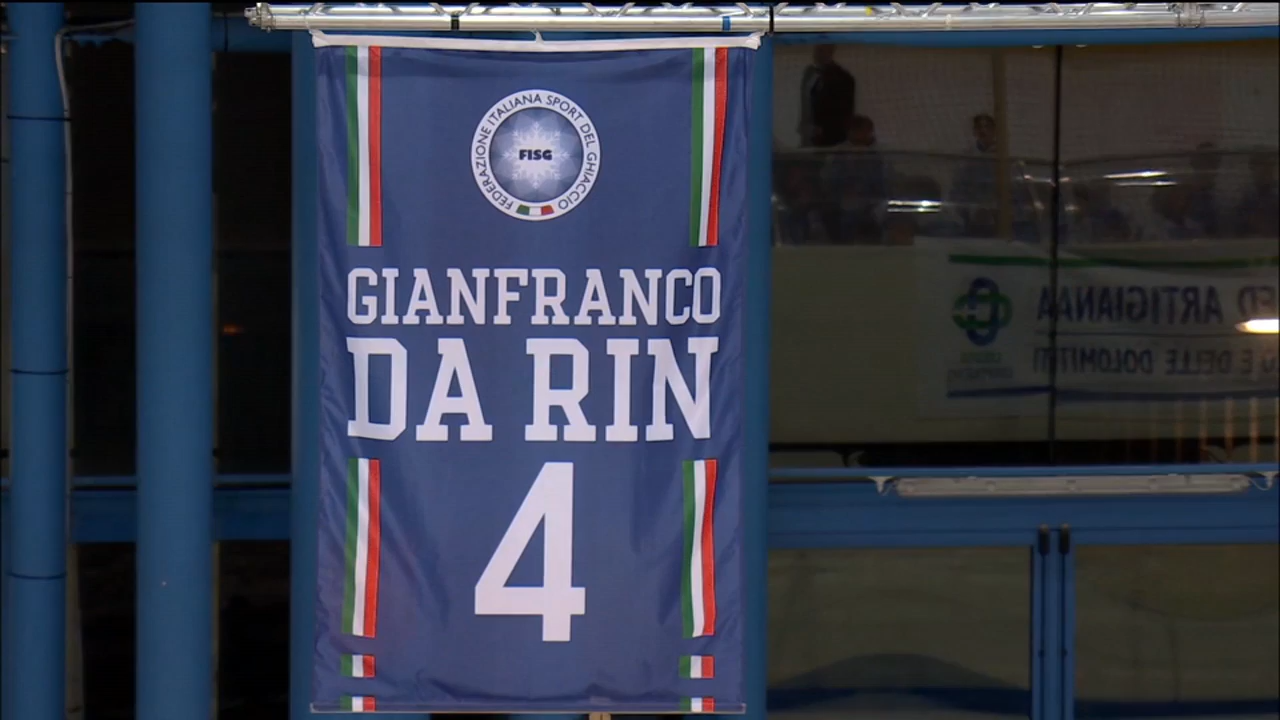 FEDERAZIONE ITALIANA SPORT DEL GHIACCIO
FISG
GIANFRANCO
DA RIN
4
ARTIGIANA
E DELLE DOLOMITI